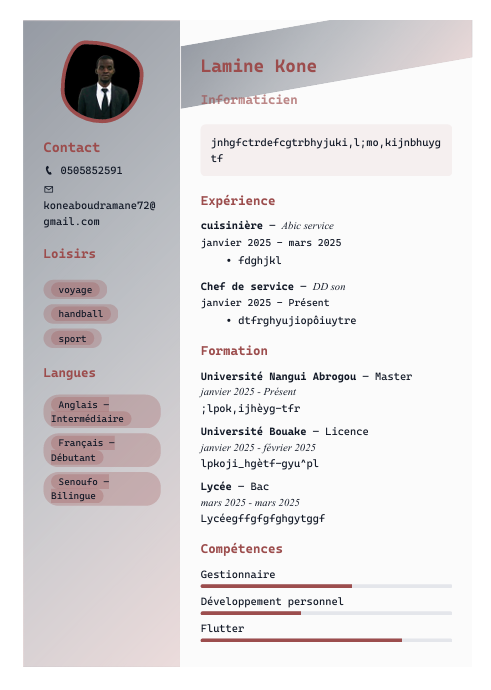 Contact
0505852591
koneaboudramane72@
gmail.com
Loisirs
voyage
handball
sport
Langues
Anglais –
Intermédiaire
Français –
Débutant
Senoufo –
Bilingue
Lamine Kone
Informaticien
jnhgfctrdefcgtrbhyjuki,l;mo,kijnbhuyg
tf
Expérience
cuisinière – Abic service
janvier 2025 – mars 2025
• fdghjkl
Chef de service – DD son
janvier 2025 – Présent
• dtfrghyujiopôiuytre
Formation
Université Nangui Abrogou – Master
janvier 2025 - Présent
;lpok,ijhèyg-tfr
Université Bouake – Licence
janvier 2025 - février 2025
lpkoji_hgètf-gyu^pl
Lycée – Bac
mars 2025 - mars 2025
Lycéegffgfgfghgytggf
Compétences
Gestionnaire
Développement personnel
Flutter